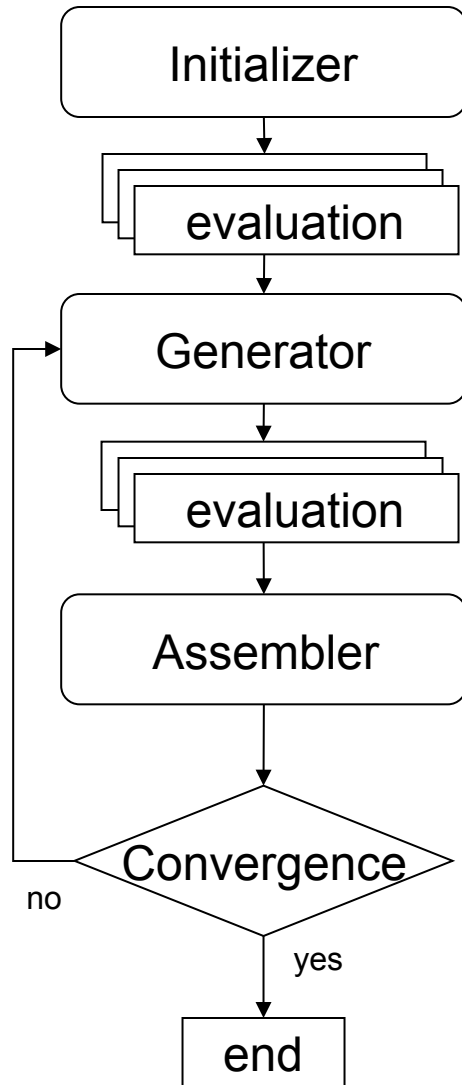 Initializer
evaluation
Generator
evaluation
Assembler
Convergence
no
yes
end